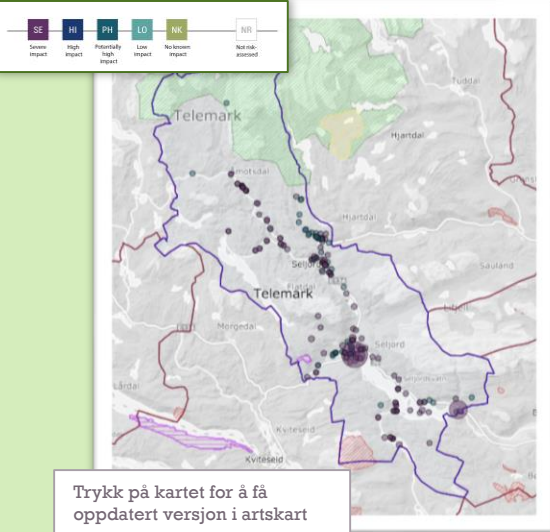 SE HI PH LO NK NR
Severe impact
High impact
Potentially high impact
Low impact
No known impact
Not risk-assessed
Tuddal
Telemark
Hjartdal
Åmotsdal
Hjartdal
Sauland
Seljord
Flatdal
Telemark
Lifjell
Morgedal
Seljord
Seljordsvatn
Lårdal
Kviteseid
Kviteseid
Trykk på kartet for å få
oppdatert versjon i artskart